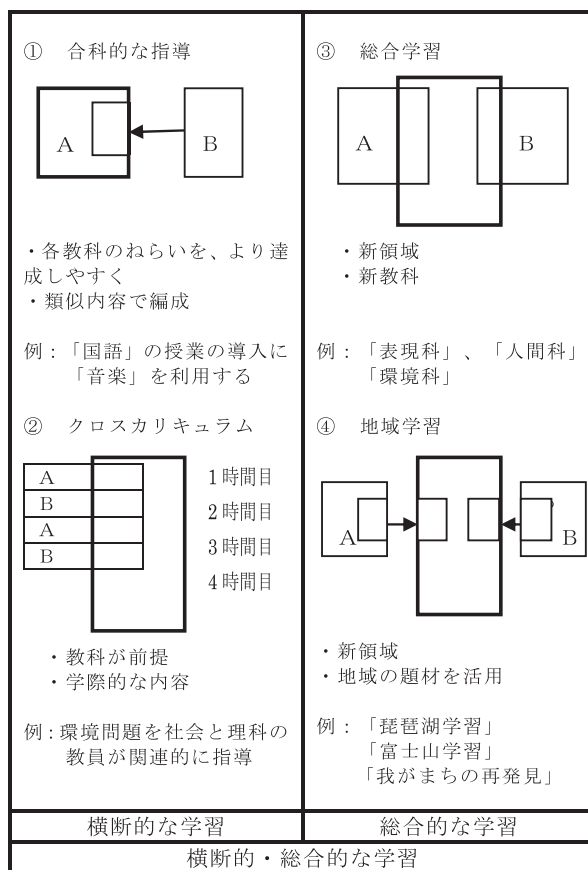 ① 合科的な指導
A
B
・各教科のねらいを、より達
成しやすく
・類似内容で編成
例：「国語」の授業の導入に
「音楽」を利用する
② クロスカリキュラム
A
B
A
B
1時間目
2時間目
3時間目
4時間目
・教科が前提
・学際的な内容
例：環境問題を社会と理科の
教員が関連的に指導
③ 総合学習
A
B
・新領域
・新教科
例：「表現科」、「人間科」
「環境科」
④ 地域学習
A
B
・新領域
・地域の題材を活用
例：「琵琶湖学習」
「富士山学習」
「我がまちの再発見」
横断的な学習
総合的な学習
横断的・総合的な学習